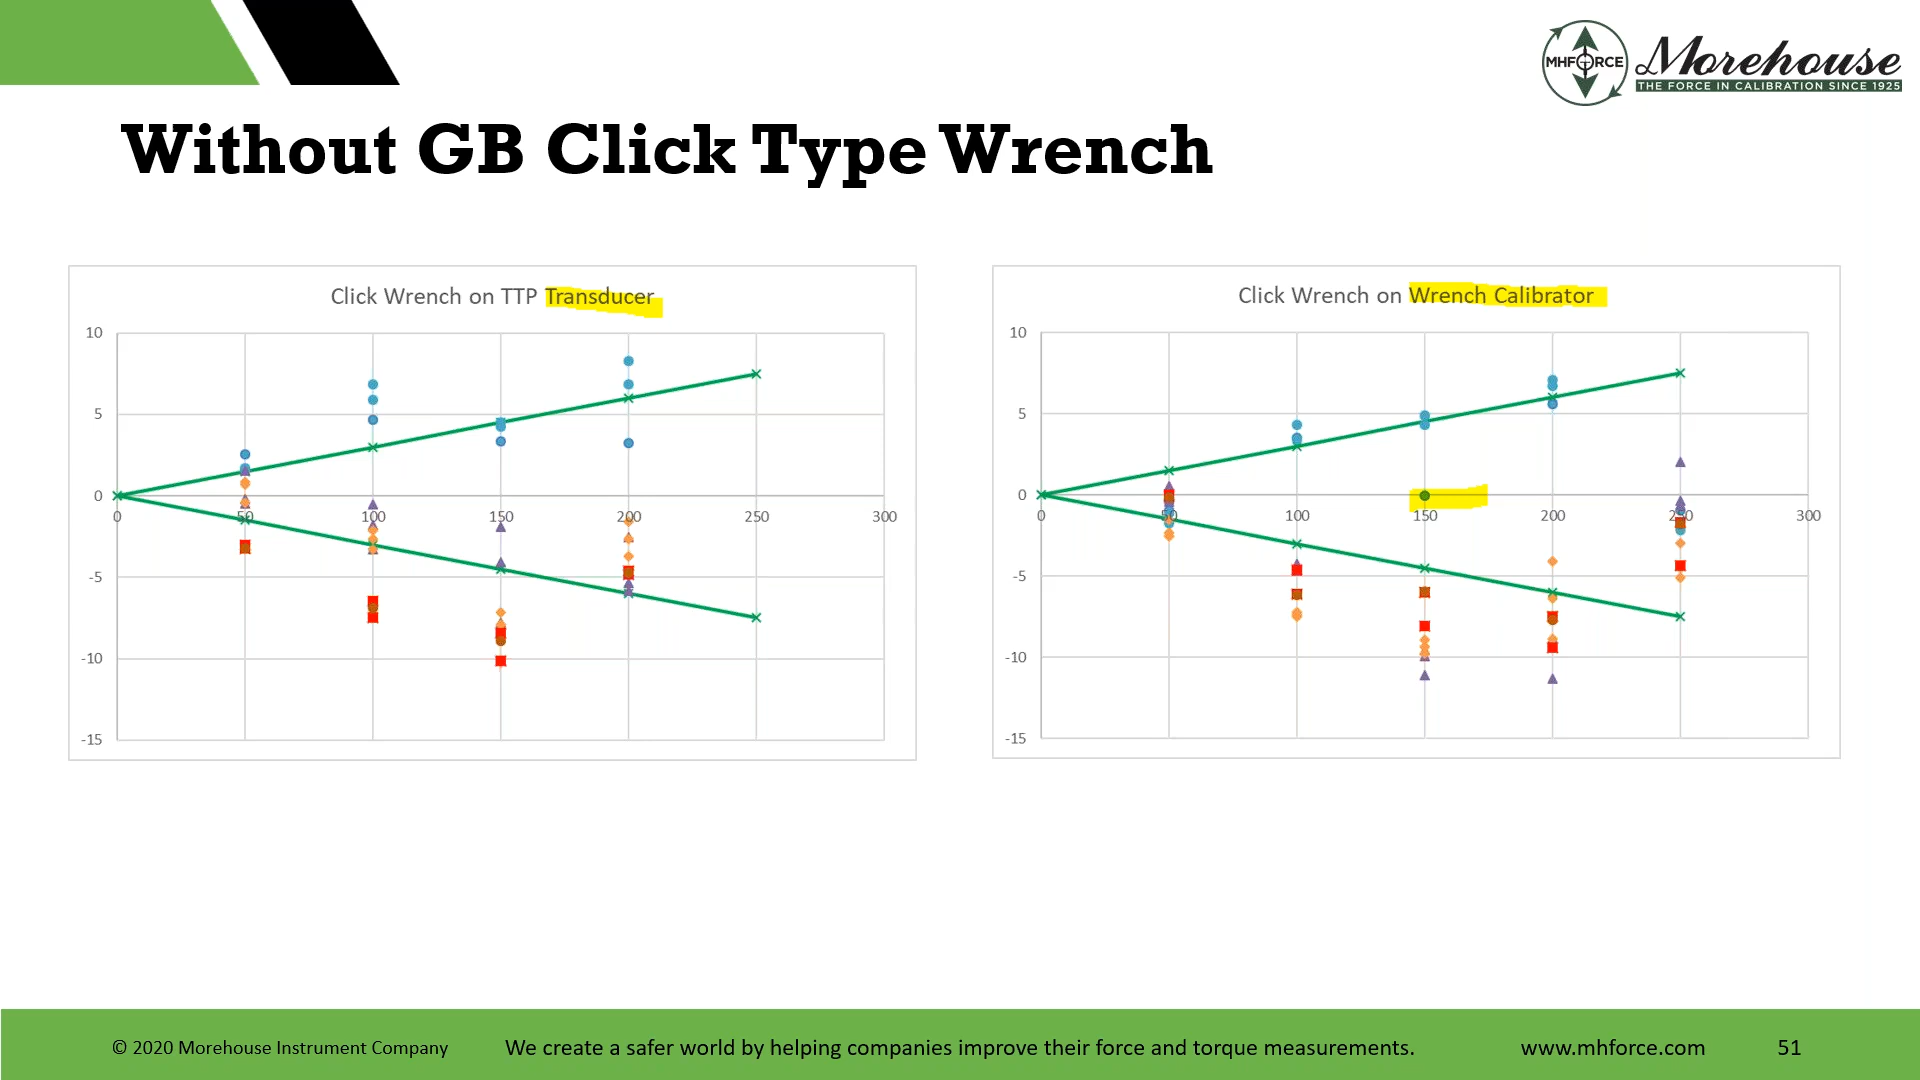 MHFORCE
Morehouse
THE FORCE IN CALIBRATION SINCE 1925
Without GB Click Type Wrench
Click Wrench on TTP Transducer
10
5
0
-5
-10
-15
0 50 100 150 200 250 300
Click Wrench on Wrench Calibrator
10
5
0
-5
-10
-15
0 50 100 150 200 250 300
© 2020 Morehouse Instrument Company We create a safer world by helping companies improve their force and torque measurements. www.mhforce.com 51